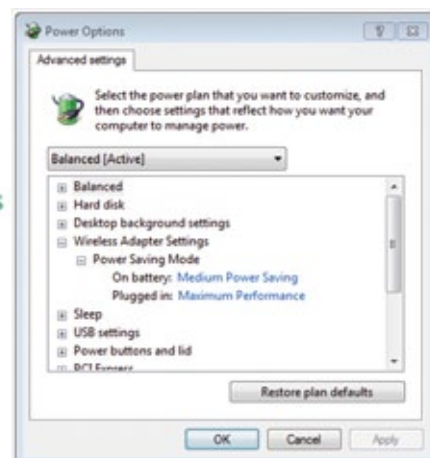 Power Options
Advanced settings
Select the power plan that you want to customize, and
then choose settings that reflect how you want your
computer to manage power.
Balanced [Active]
Balanced
Hard disk
Desktop background settings
Wireless Adapter Settings
Power Saving Mode
On battery: Medium Power Saving
Plugged in: Maximum Performance
Sleep
USB settings
Power buttons and lid
PCI Express
Restore plan defaults
OK Cancel Apply